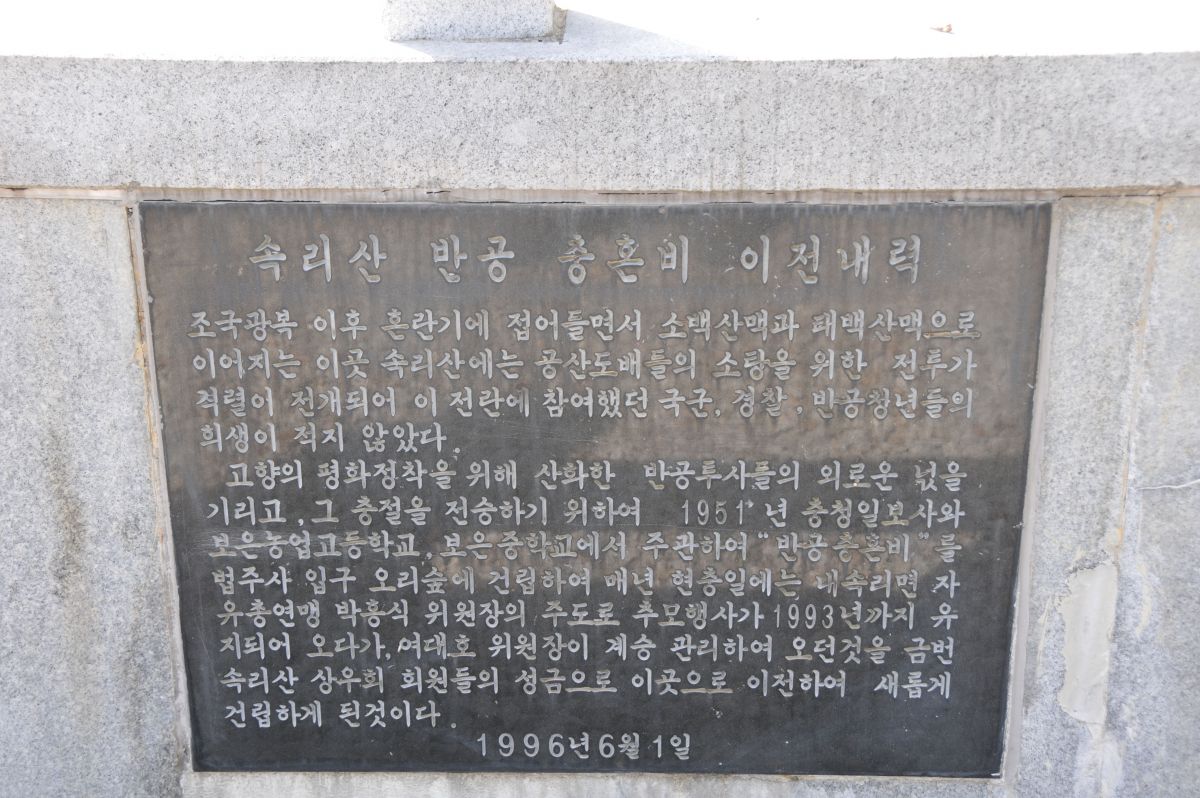 속리산 반공 충혼비 이전내력
조국광복 이후 혼란기에 접어들면서 소백산맥과 태백산맥으로
이어지는 이곳 속리산에는 공산도배들의 소탕을 위한 전투가
격렬이 전개되어 이 전란에 참여했던 국군, 경찰, 반공청년들의
희생이 적지 않았다.
고향의 평화정착을 위해 산화한 반공투사들의 외로운 넋을
기리고, 그 충절을 전승하기 위하여 1951년 충청일보사와
보은농업고등학교, 보은중학교에서 주관하여 "반공충혼비"를
법주사 입구 오리숲에 건립하여 매년 현충일에는 내속리면 자
유총연맹 박흥식 위원장의 주도로 추모행사가 1993년까지 유
지되어 오다가, 여대호 위원장이 계승 관리하여 오던것을 금번
속리산 상우회 회원들의 성금으로 이곳으로 이전하여 새롭게
건립하게 된것이다.
1996년 6월 1일